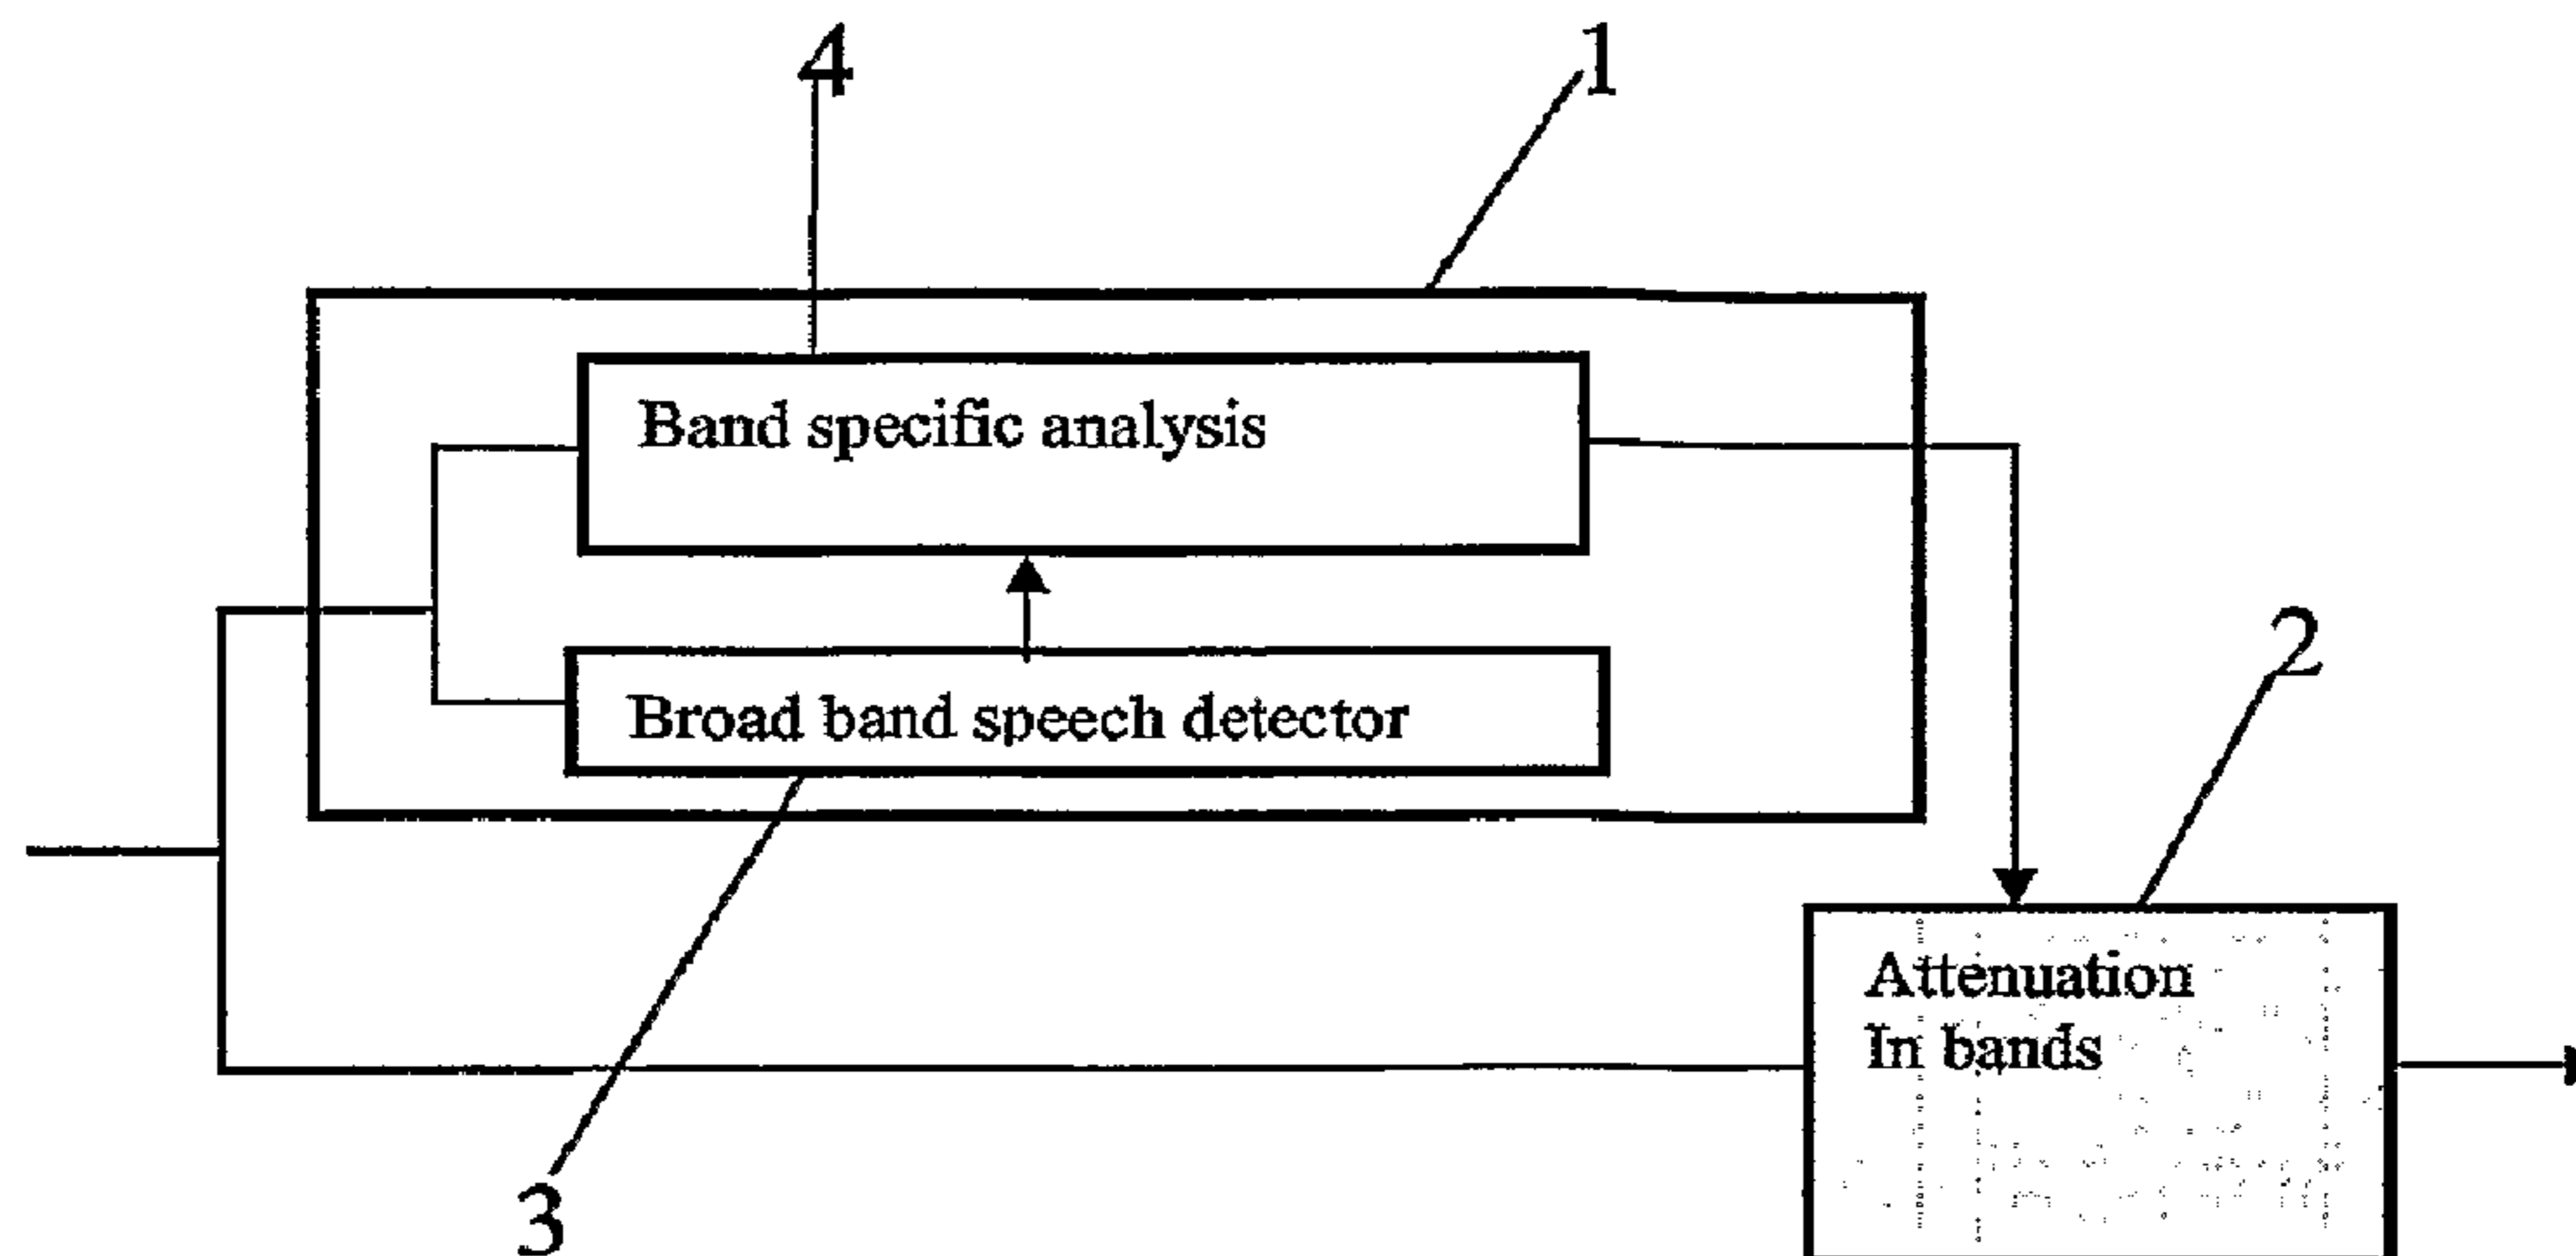 4
1
Band specific analysis
2
Broad band speech detector
Attenuation
In bands
3